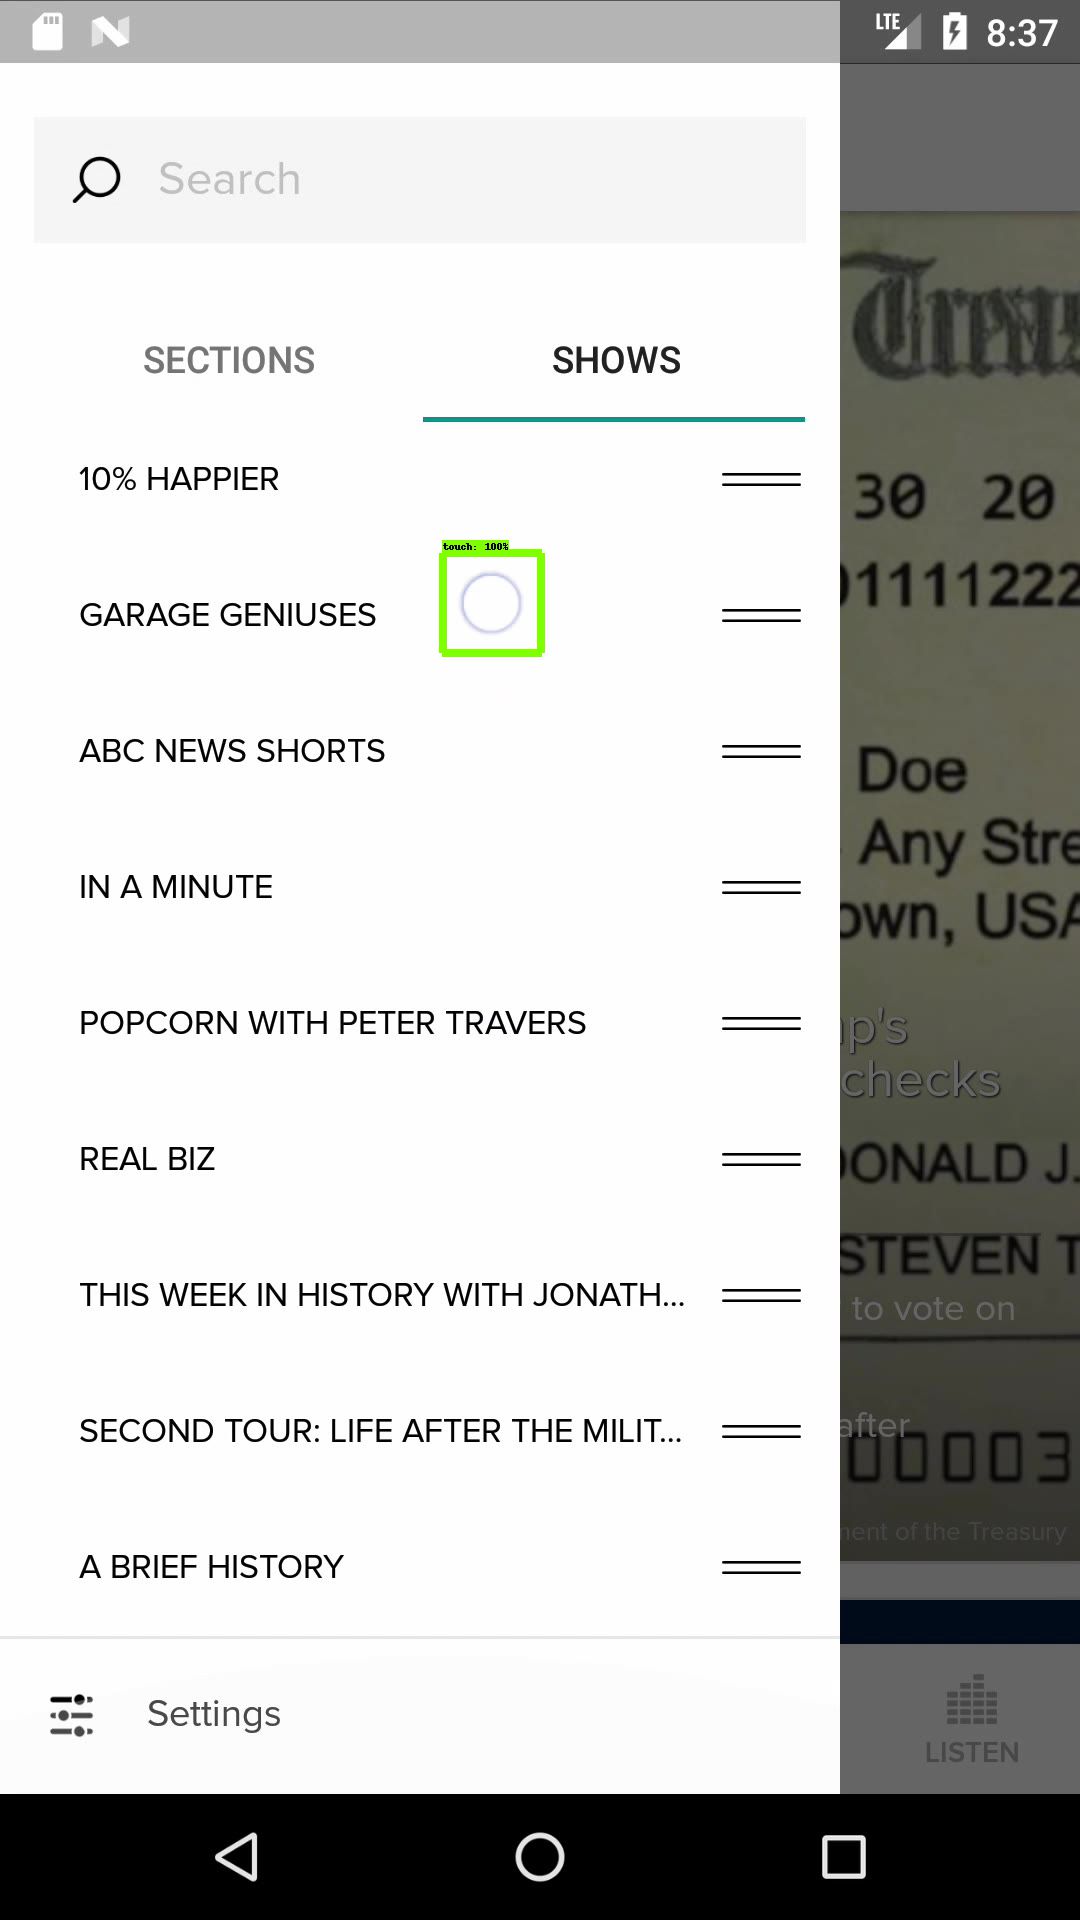 LTE 8:37
Search
SECTIONS SHOWS
10% HAPPIER
touch: 100%
GARAGE GENIUSES
ABC NEWS SHORTS
IN A MINUTE
POPCORN WITH PETER TRAVERS
REAL BIZ
THIS WEEK IN HISTORY WITH JONATH...
SECOND TOUR: LIFE AFTER THE MILIT...
A BRIEF HISTORY
Settings
30 20
Doe
Any Stre
own, USA
p's
checks
ONALD J.
STEVEN T
to vote on
after
00003
ment of the Treasury
LISTEN